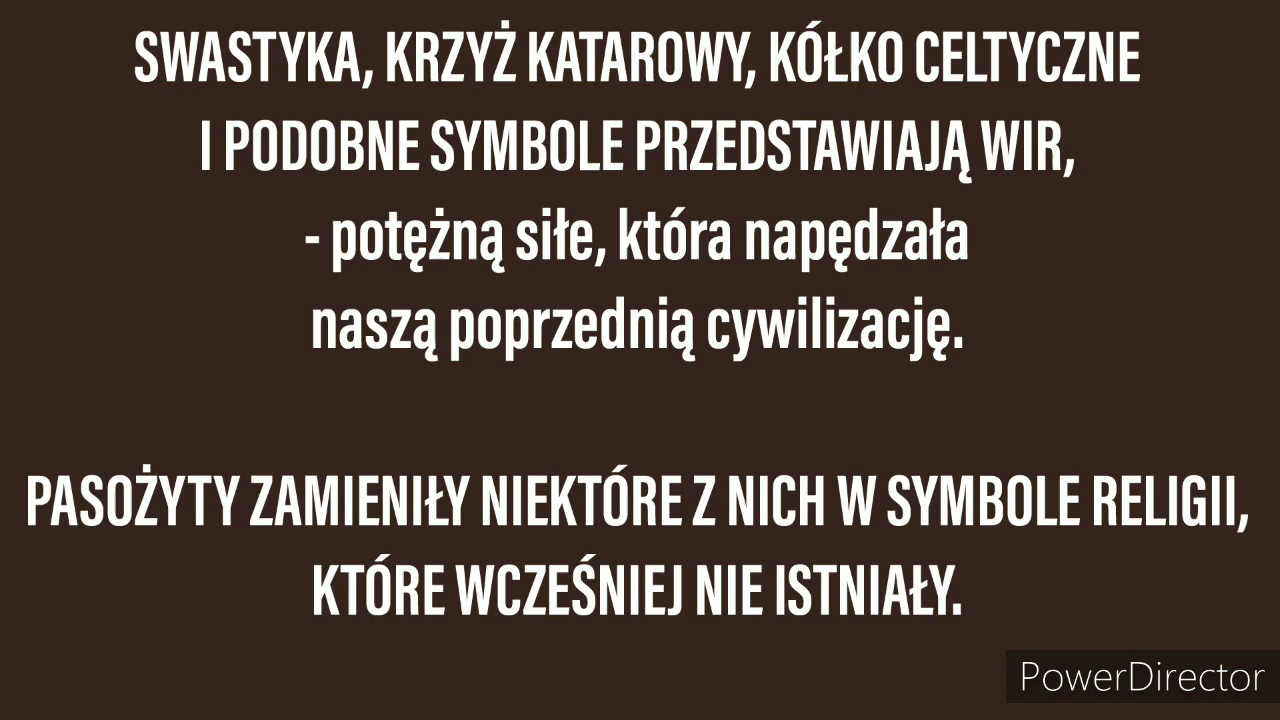 SWASTYKA, KRZYŻ KATAROWY, KÓŁKO CELTYCZNE
I PODOBNE SYMBOLE PRZEDSTAWIAJĄ WIR,
- potężną siłe, która napędzała
naszą poprzednią cywilizację.
PASOŻYTY ZAMIENIłY NIEKTÓRE Z NICH W SYMBOLE RELIGII,
KTÓRE WCZEŚNIEJ NIE ISTNIAŁY.
PowerDirector